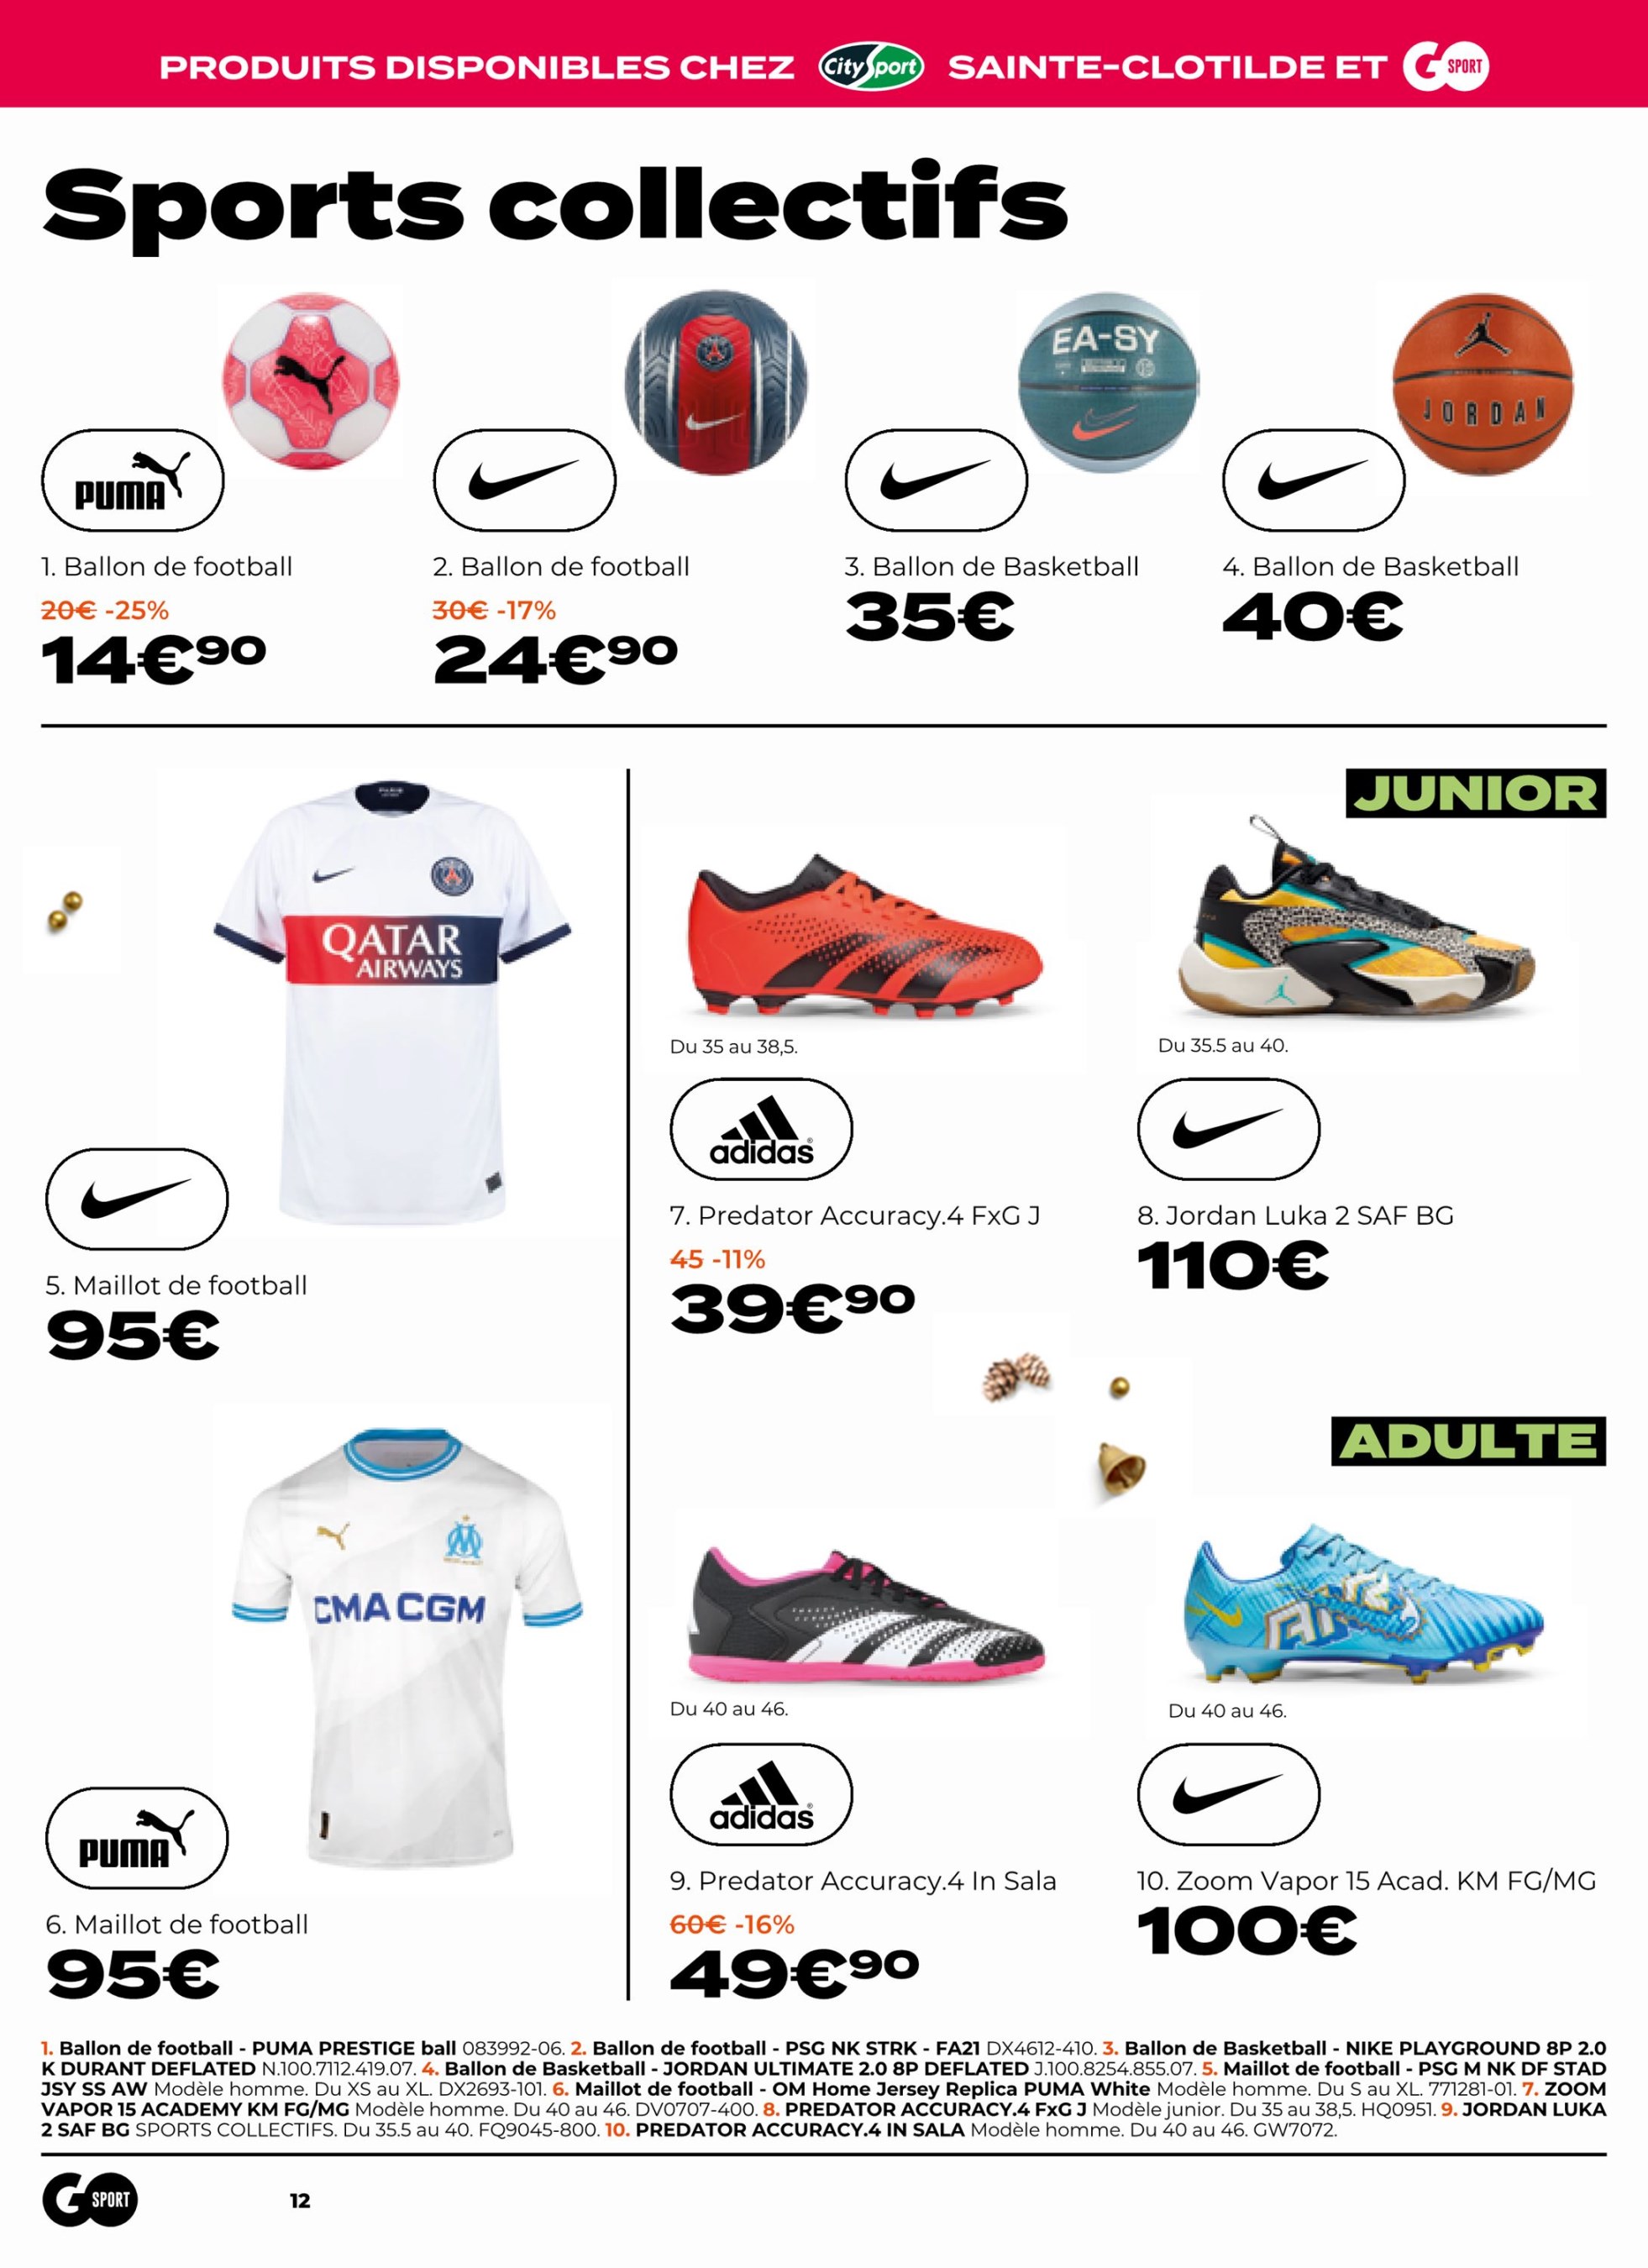 PRODUITS DISPONIBLES CHEZ CitySport SAINTE-CLOTILDE ET GO SPORT
Sports collectifs
EA-SY
JORDAN
PUMA
1. Ballon de football
20€ -25%
14€90
2. Ballon de football
30€ -17%
24€90
3. Ballon de Basketball
35€
4. Ballon de Basketball
40€
PARIS
QATAR
AIRWAYS
5. Maillot de football
95€
CMA CGM
PUMA
6. Maillot de football
95€
JUNIOR
Du 35 au 38,5.
adidas
7. Predator Accuracy.4 FxG J
45 -11%
39€90
Du 35.5 au 40.
8. Jordan Luka 2 SAF BG
110€
ADULTE
Du 40 au 46.
adidas
9. Predator Accuracy.4 In Sala
60€ -16%
49€90
Du 40 au 46.
10. Zoom Vapor 15 Acad. KM FG/MG
100€
1. Ballon de football - PUMA PRESTIGE ball 083992-06. 2. Ballon de football - PSG NK STRK - FA21 DX4612-410. 3. Ballon de Basketball - NIKE PLAYGROUND 8P 2.0
K DURANT DEFLATED N.100.7112.419.07. 4. Ballon de Basketball - JORDAN ULTIMATE 2.0 8P DEFLATED J.100.8254.855.07. 5. Maillot de football - PSG M NK DF STAD
JSY SS AW Modèle homme. Du XS au XL. DX2693-101. 6. Maillot de football - OM Home Jersey Replica PUMA White Modèle homme. Du S au XL. 771281-01. 7. ZOOM
VAPOR 15 ACADEMY KM FG/MG Modèle homme. Du 40 au 46. DV0707-400. 8. PREDATOR ACCURACY.4 FxG J Modèle junior. Du 35 au 38,5. HQ0951. 9. JORDAN LUKA
2 SAF BG SPORTS COLLECTIFS. Du 35.5 au 40. FQ9045-800. 10. PREDATOR ACCURACY.4 IN SALA Modèle homme. Du 40 au 46. GW7072.
GO SPORT
12